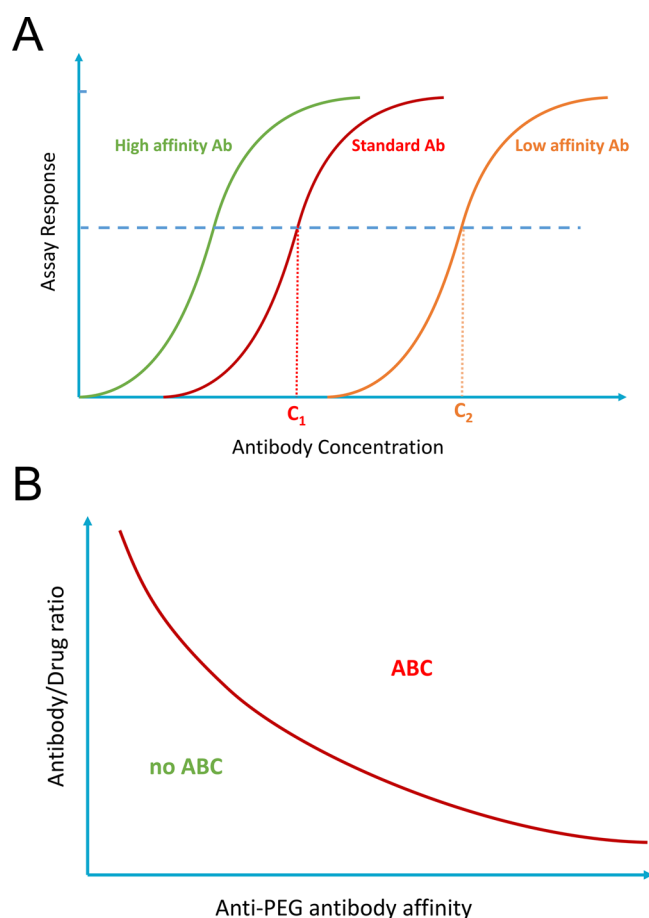 A
High affinity Ab
Standard Ab
Low affinity Ab
Assay Response
C1
C2
Antibody Concentration
B
Antibody/Drug ratio
ABC
no ABC
Anti-PEG antibody affinity